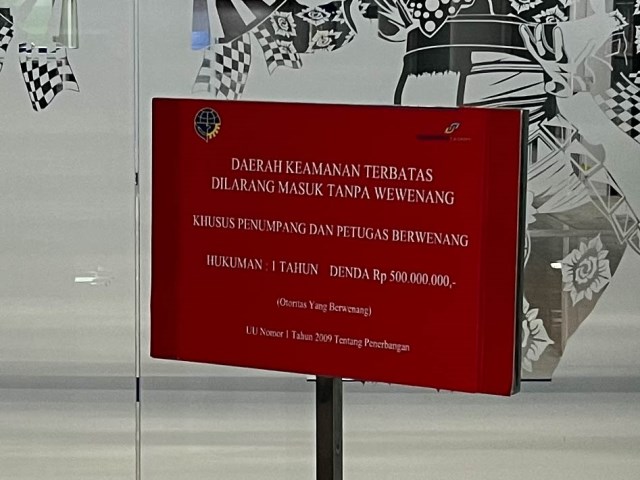 DAERAH KEAMANAN TERBATAS
DILARANG MASUK TANPA WEWENANG
KHUSUS PENUMPANG DAN PETUGAS BERWENANG
HUKUMAN : 1 TAHUN DENDA Rp 500.000.000,-
(Otoritas Yang Berwenang)
UU Nomor 1 Tahun 2009 Tentang Penerbangan